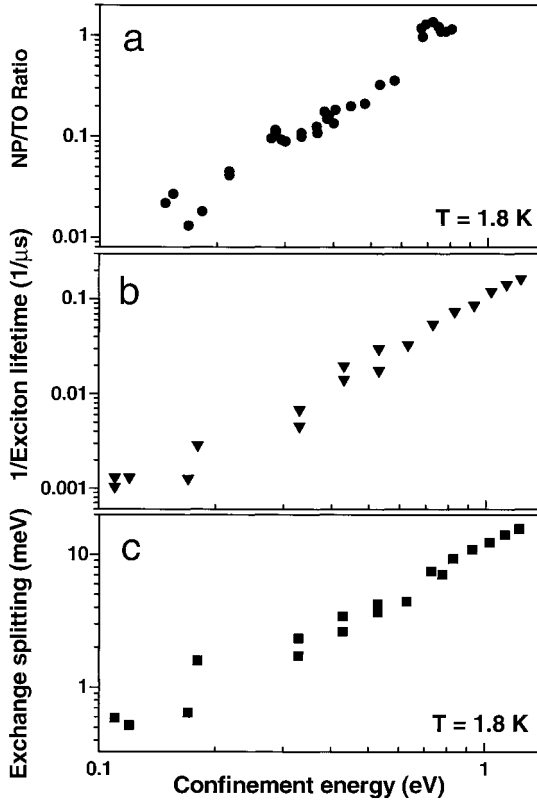 a
NP/TO Ratio
1
0.1
0.01
T = 1.8 K
b
1/Exciton lifetime (1/μs)
0.1
0.01
0.001
c
Exchange splitting (meV)
10
1
T = 1.8 K
0.1
1
Confinement energy (eV)